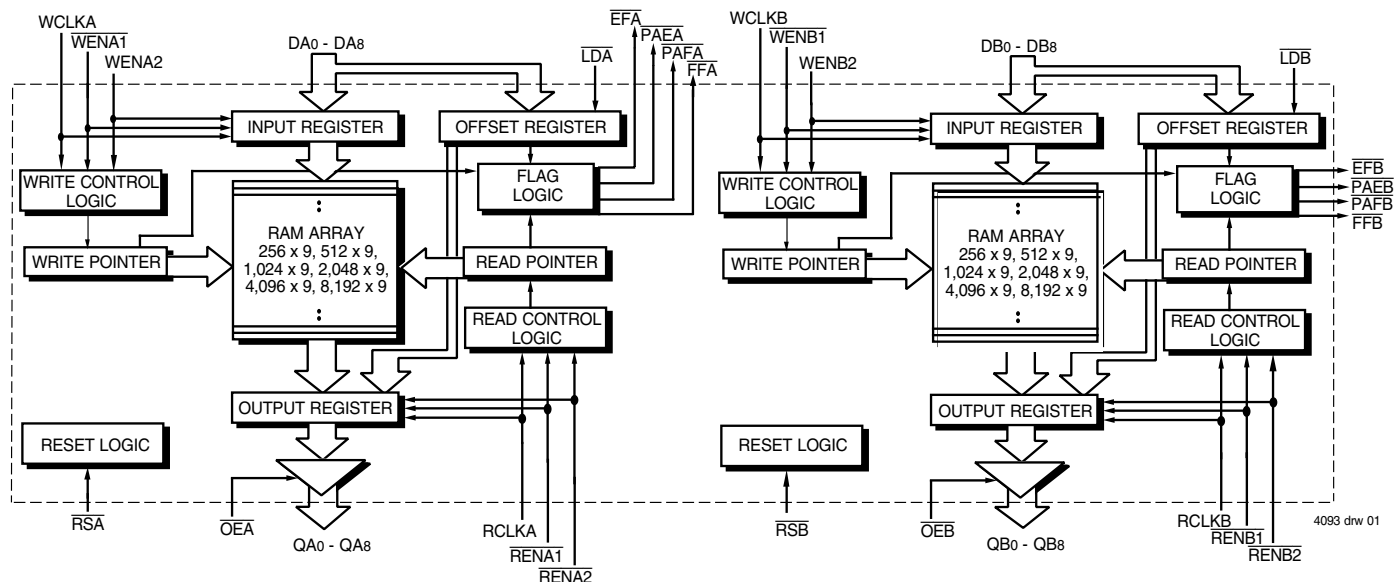 WCLKA
WENA1
WENA2
DA0 - DA8
LDA
EFA
PAEA
PAFA
FFA
INPUT REGISTER
OFFSET REGISTER
WRITE CONTROL
LOGIC
FLAG
LOGIC
WRITE POINTER
RAM ARRAY
256 x 9, 512 x 9,
1,024 x 9, 2,048 x 9,
4,096 x 9, 8,192 x 9
READ POINTER
READ CONTROL
LOGIC
OUTPUT REGISTER
RESET LOGIC
RSA
OEA
QA0 - QA8
RCLKA
RENA1
RENA2
WCLKB
WENB1
WENB2
DB0 - DB8
LDB
INPUT REGISTER
OFFSET REGISTER
WRITE CONTROL
LOGIC
FLAG
LOGIC
EFB
PAEB
PAFB
FFB
WRITE POINTER
RAM ARRAY
256 x 9, 512 x 9,
1,024 x 9, 2,048 x 9,
4,096 x 9, 8,192 x 9
READ POINTER
READ CONTROL
LOGIC
OUTPUT REGISTER
RESET LOGIC
RSB
OEB
QB0 - QB8
RCLKB
RENB1
RENB2
4093 drw 01